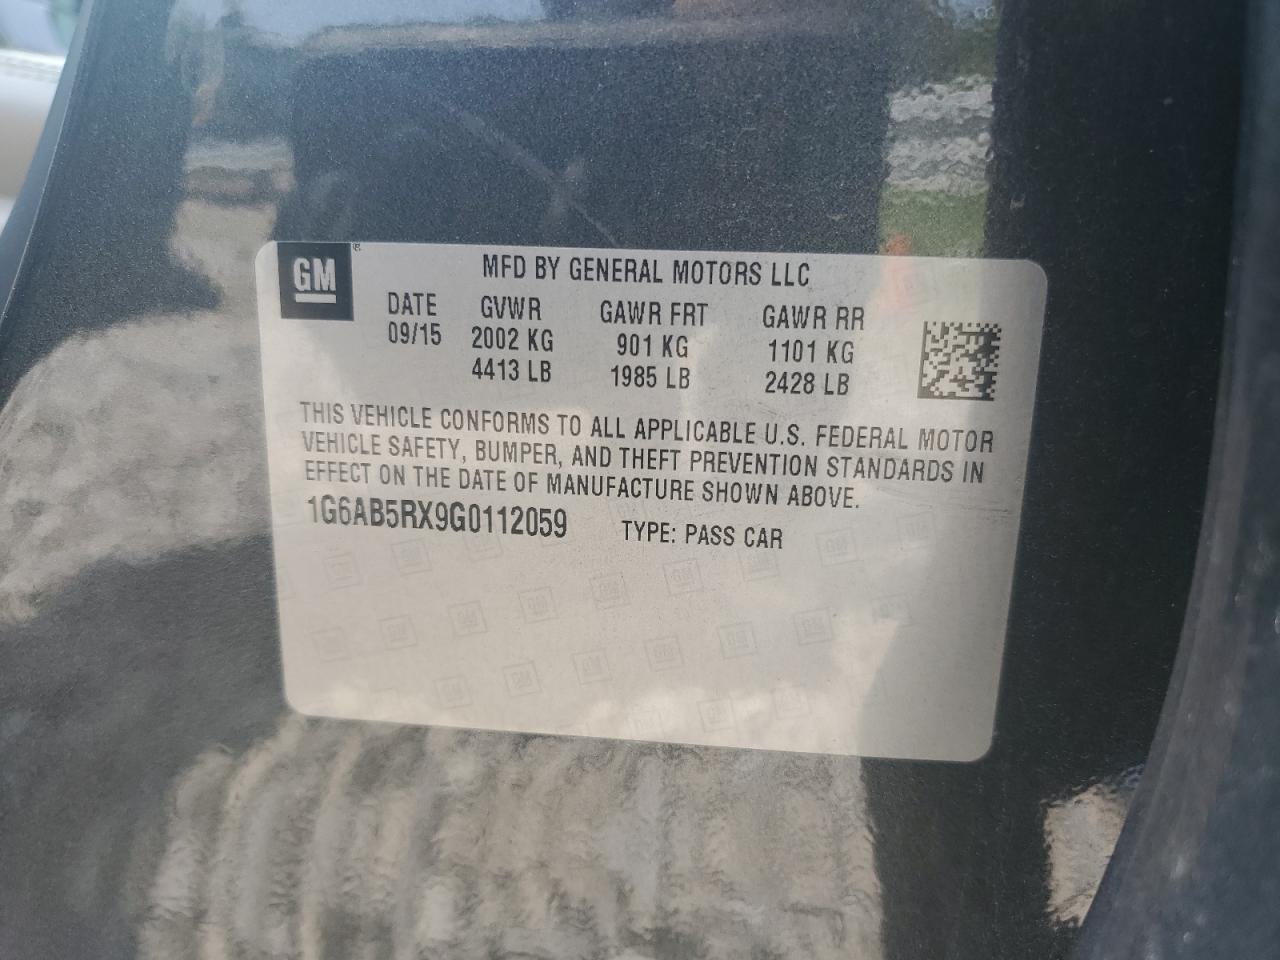 GM
MFD BY GENERAL MOTORS LLC
DATE GVWR GAWR FRT GAWR RR
09/15 2002 KG 901 KG 1101 KG
4413 LB 1985 LB 2428 LB
THIS VEHICLE CONFORMS TO ALL APPLICABLE U.S. FEDERAL MOTOR
VEHICLE SAFETY, BUMPER, AND THEFT PREVENTION STANDARDS IN
EFFECT ON THE DATE OF MANUFACTURE SHOWN ABOVE.
1G6AB5RX9G0112059 TYPE: PASS CAR